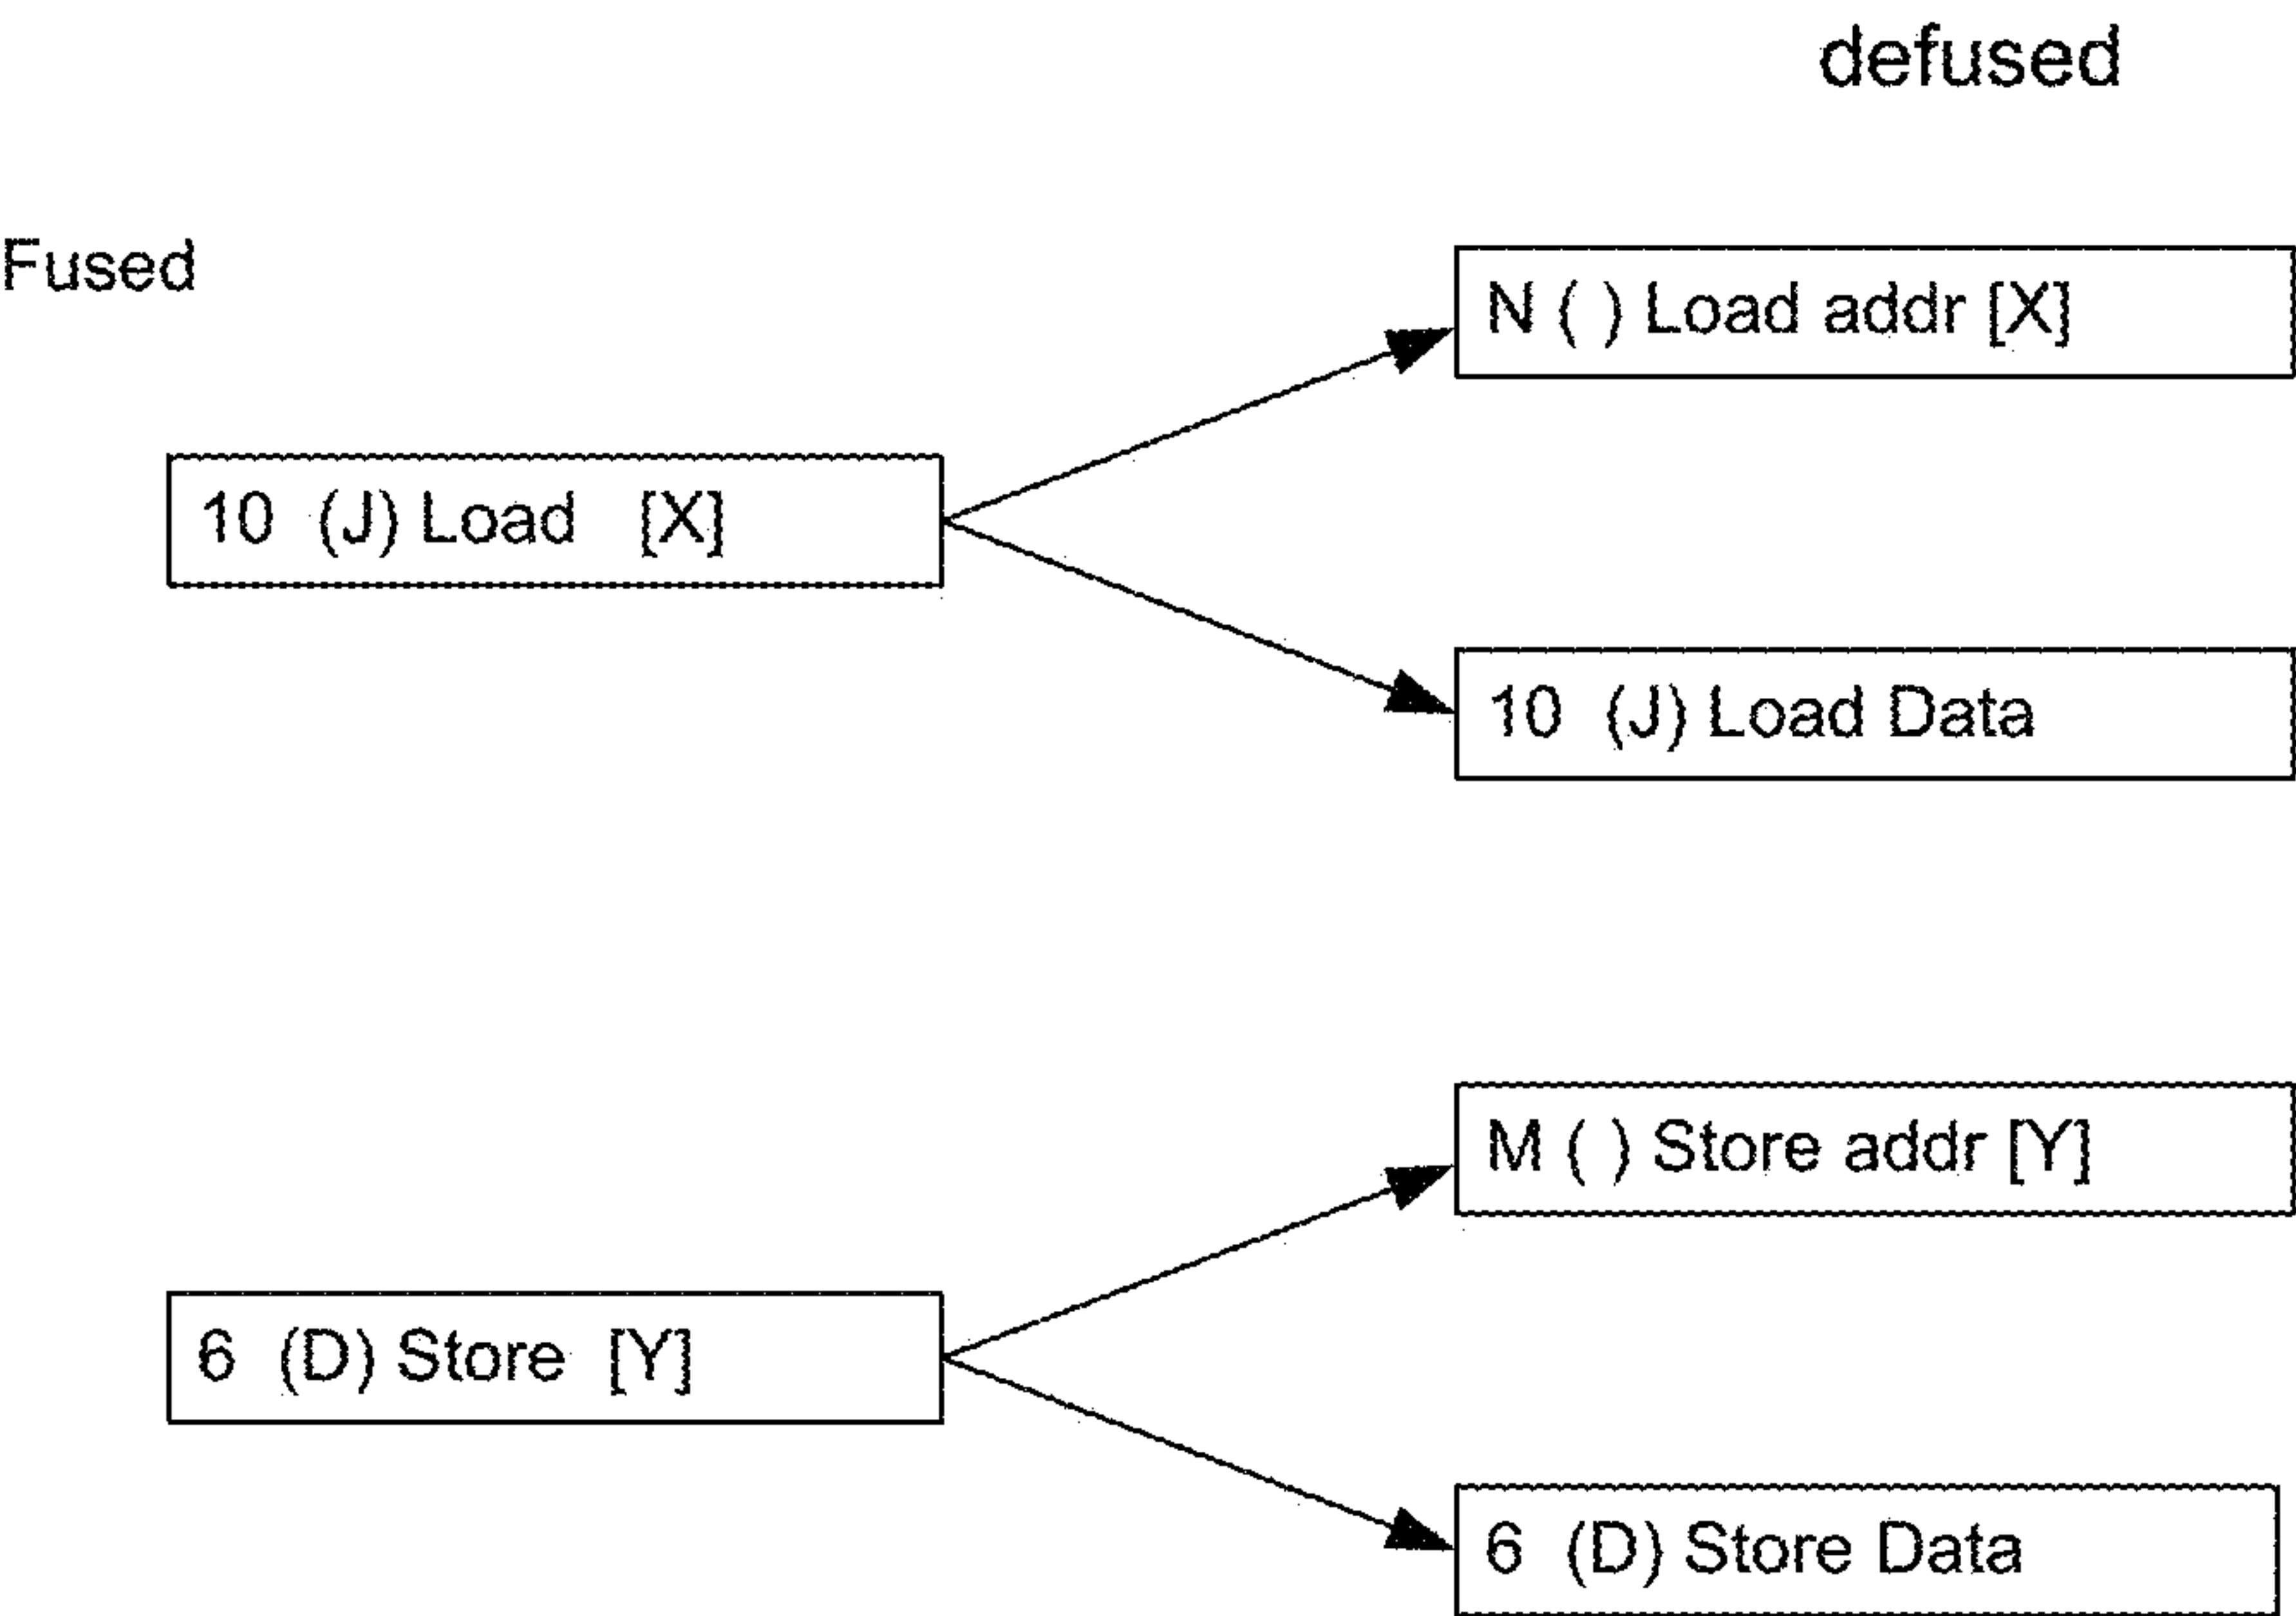 defused
Fused
N ( ) Load addr [X]
10 (J) Load [X]
10 (J) Load Data
M ( ) Store addr [Y]
6 (D) Store [Y]
6 (D) Store Data